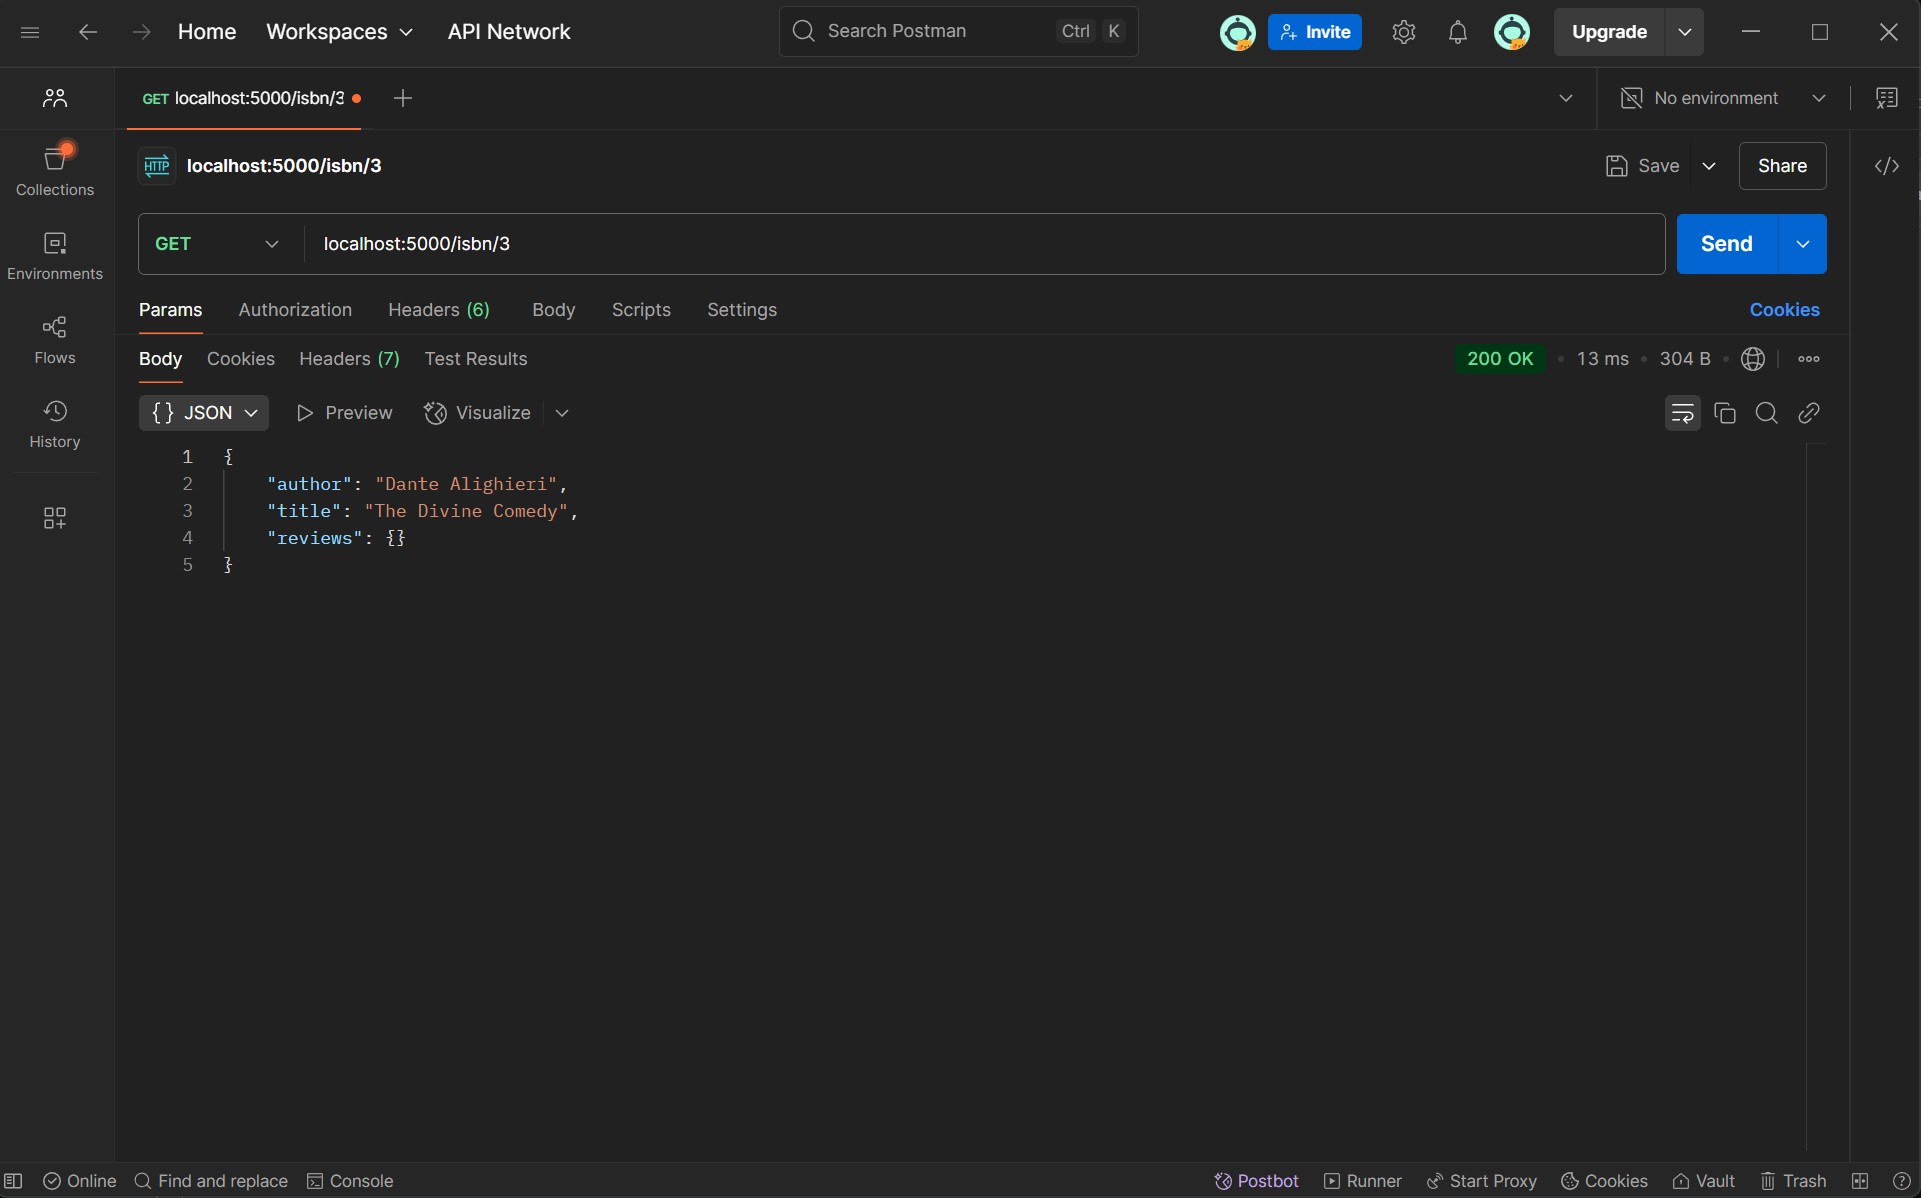 Home Workspaces API Network Search Postman Ctrl K Invite Upgrade
GET localhost:5000/isbn/3 No environment
HTTP localhost:5000/isbn/3 Save Share
Collections
GET localhost:5000/isbn/3 Send
Environments
Params Authorization Headers (6) Body Scripts Settings Cookies
Flows
Body Cookies Headers (7) Test Results 200 OK • 13 ms • 304 B
{} JSON Preview Visualize
History
1 {
2 "author": "Dante Alighieri",
3 "title": "The Divine Comedy",
4 "reviews": {}
5 }
Online Find and replace Console Postbot Runner Start Proxy Cookies Vault Trash